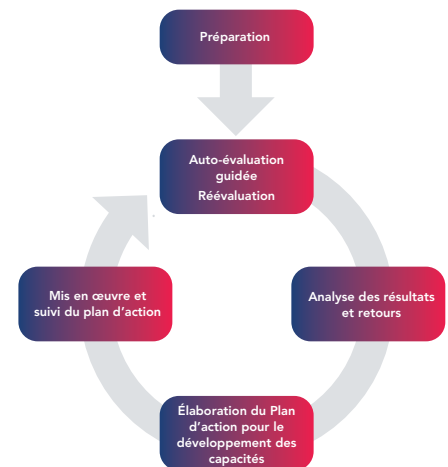 Préparation
Auto-évaluation
guidée
Réévaluation
Mis en œuvre et
suivi du plan d'action
Analyse des résultats
et retours
Élaboration du Plan
d'action pour le
développement des
capacités